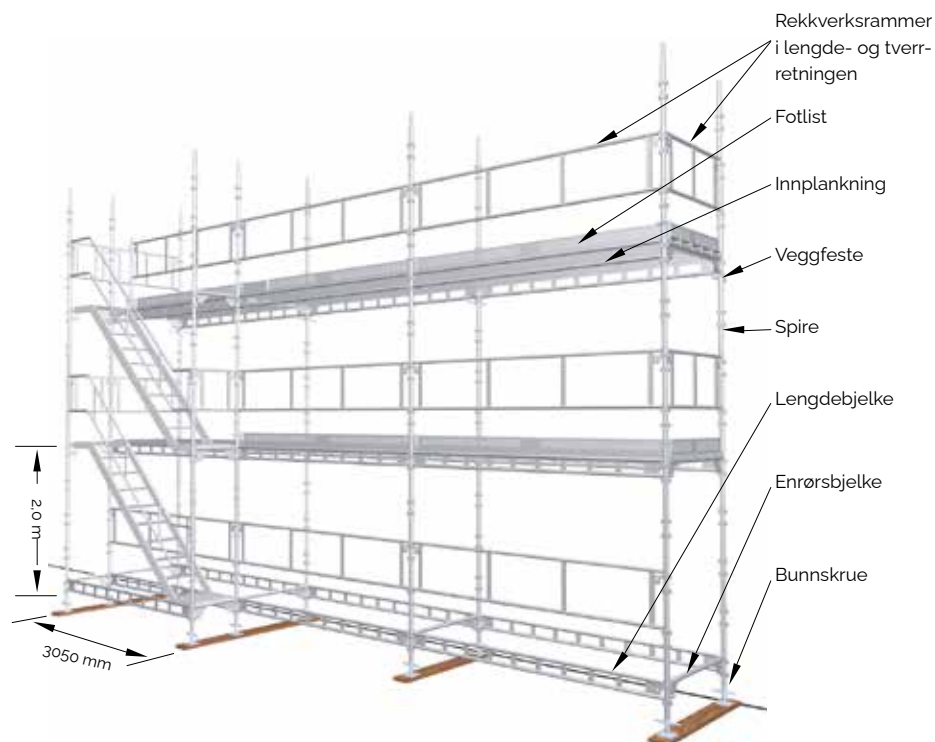 Rekkverksrammer
i lengde- og tverr-
retningen
Fotlist
Innplankning
Veggfeste
Spire
Lengdebjelke
Enrørsbjelke
Bunnskrue
2.0 m
3050 mm